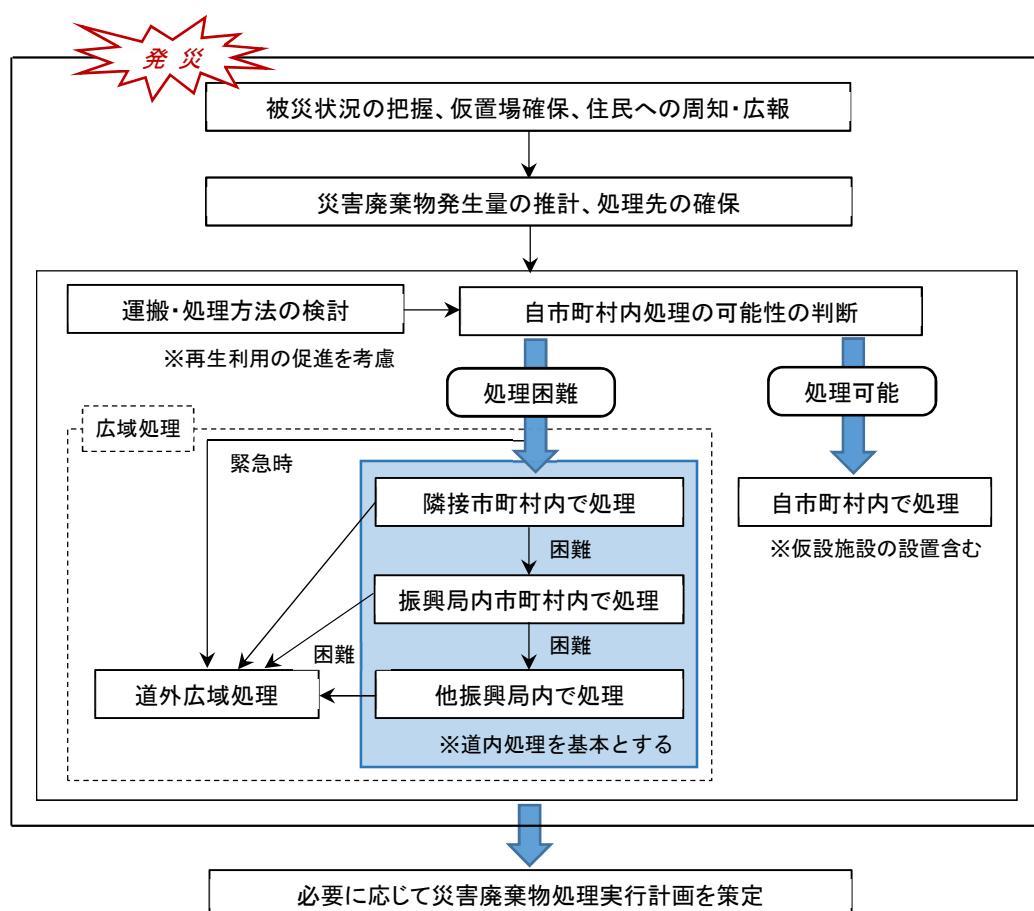 発 災
被災状況の把握、仮置場確保、住民への周知・広報
災害廃棄物発生量の推計、処理先の確保
運搬・処理方法の検討
自市町村内処理の可能性の判断
※再生利用の促進を考慮
処理困難
処理可能
広域処理
緊急時
隣接市町村内で処理
自市町村内で処理
※仮設施設の設置含む
困難
振興局内市町村内で処理
困難
困難
道外広域処理
他振興局内で処理
※道内処理を基本とする
必要に応じて災害廃棄物処理実行計画を策定